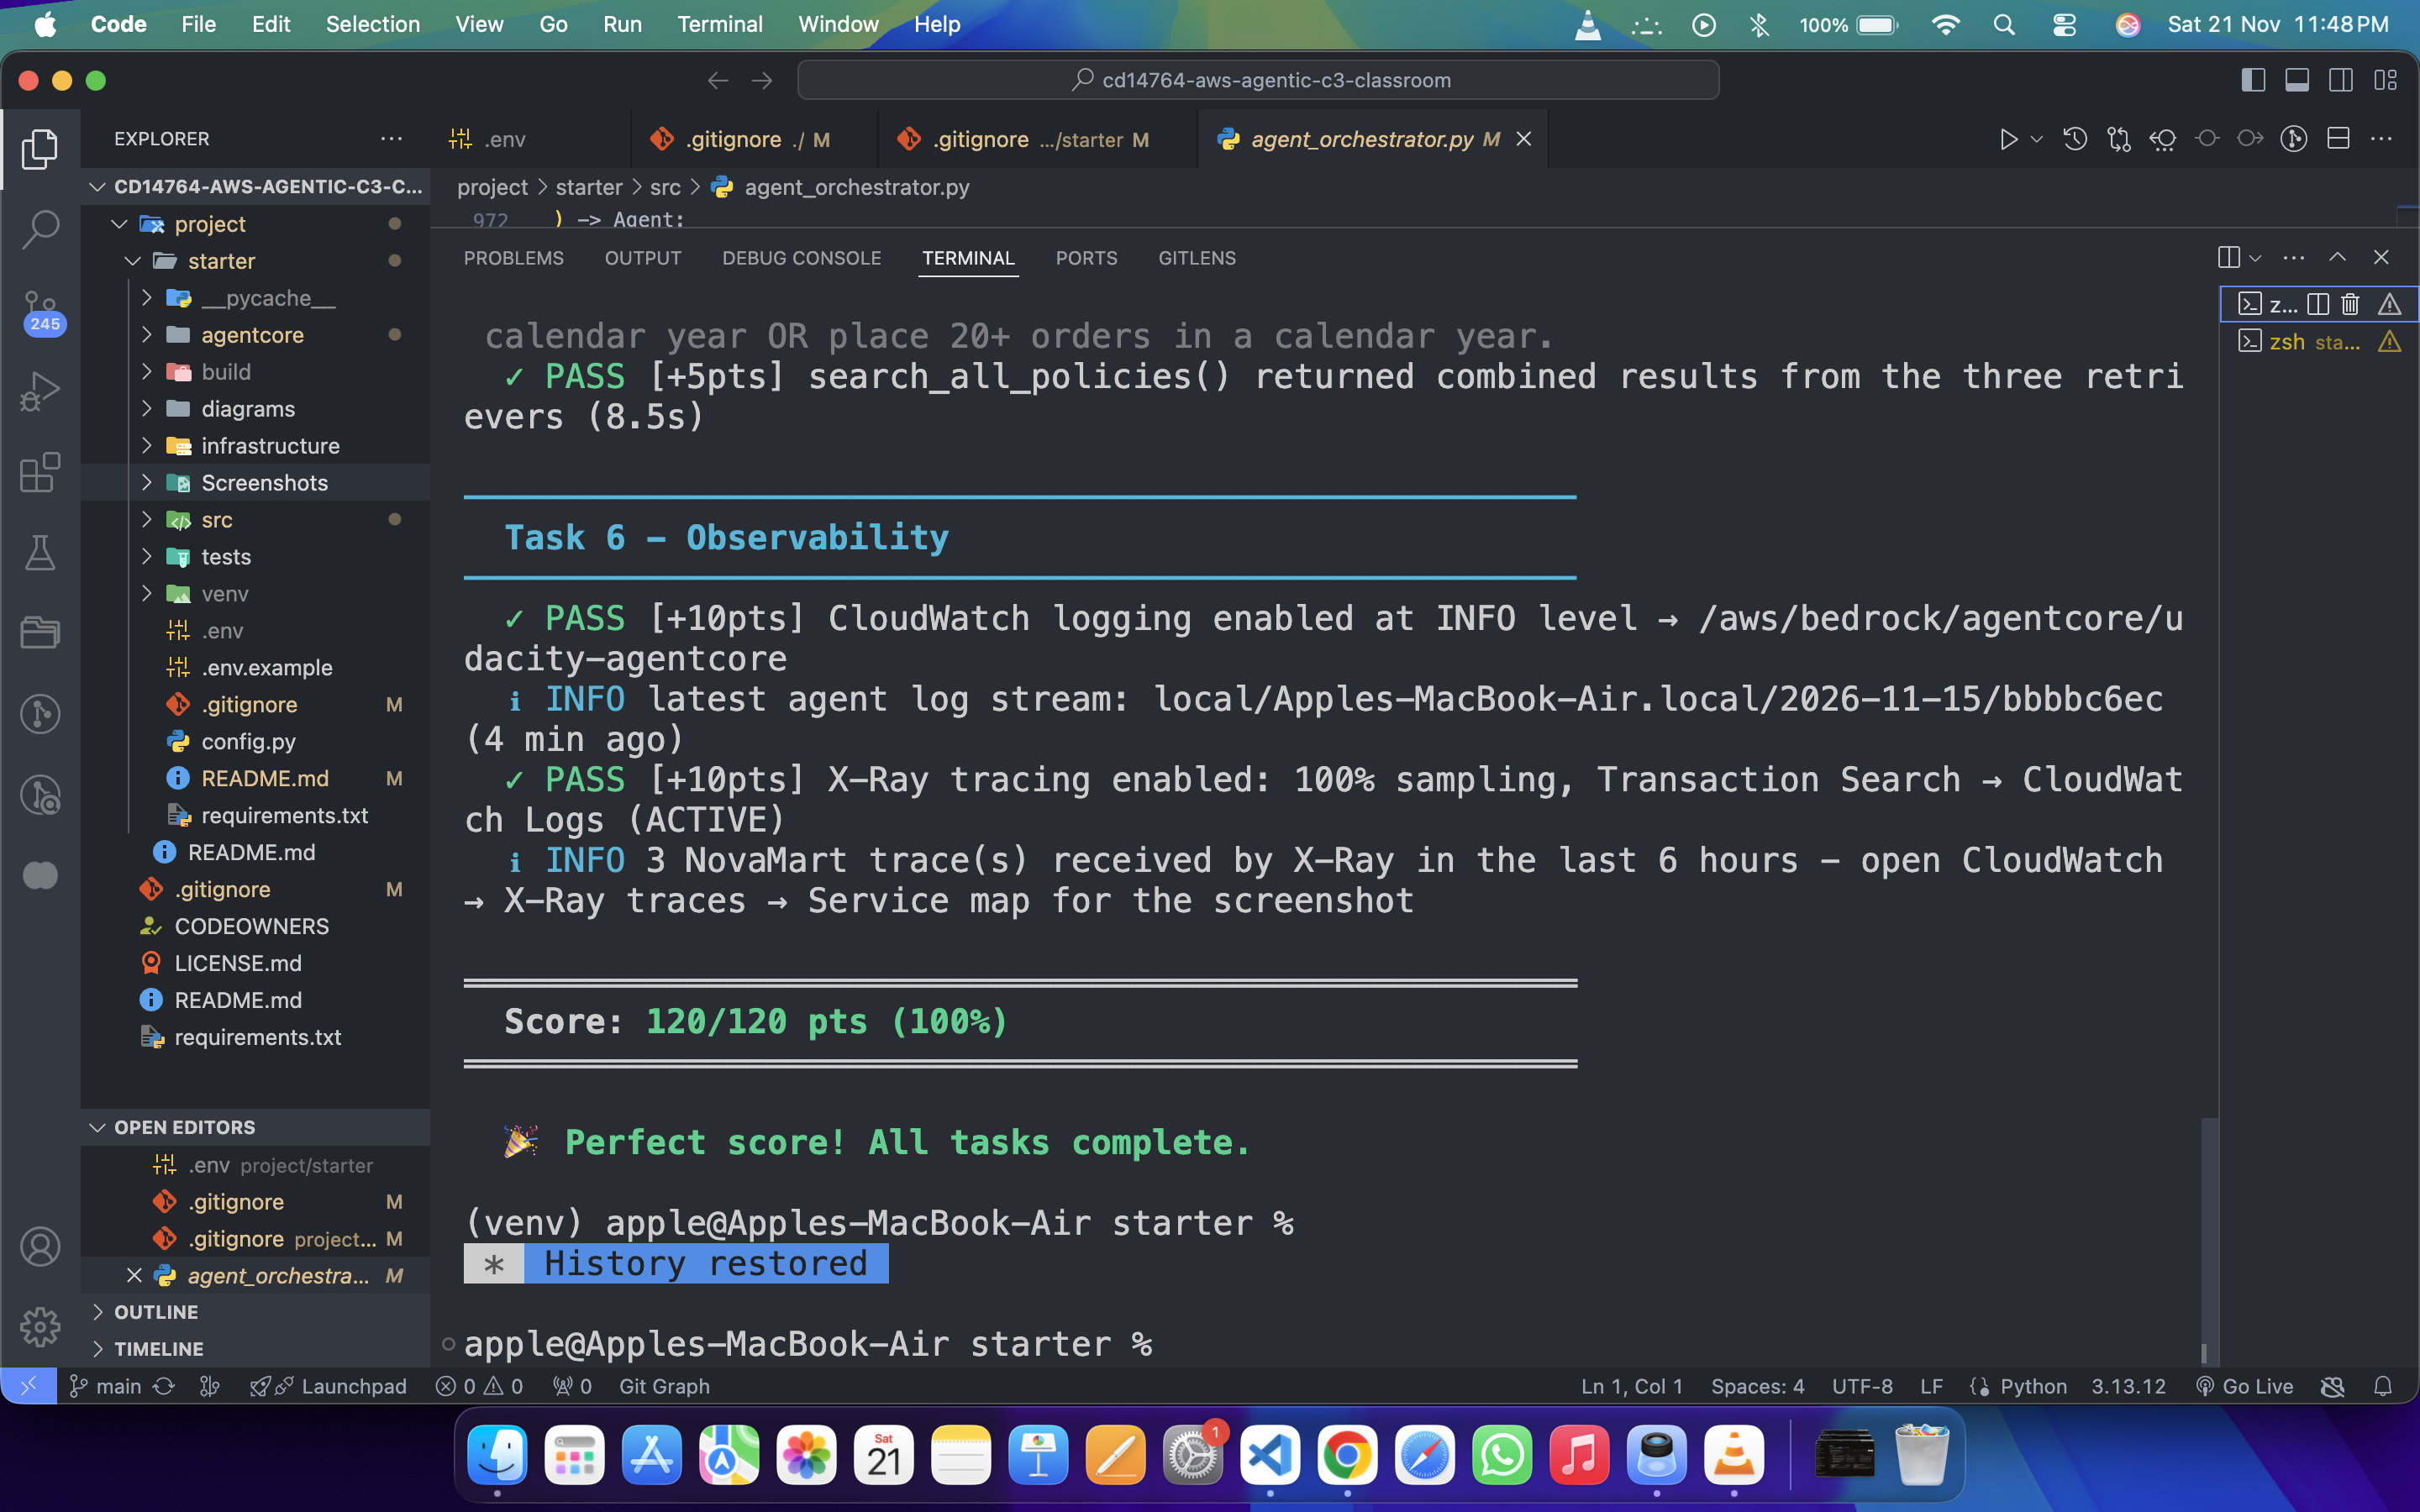 Code File Edit Selection View Go Run Terminal Window Help 100% Sat 21 Nov 11:48 PM
cd14764-aws-agentic-c3-classroom
EXPLORER
.env
.gitignore ./ M
.gitignore .../starter M
agent_orchestrator.py M
CD14764-AWS-AGENTIC-C3-C...
project > starter > src > agent_orchestrator.py
972 ) -> Agent:
project
starter
__pycache__
agentcore
build
diagrams
infrastructure
Screenshots
src
tests
venv
.env
.env.example
.gitignore M
config.py
README.md M
requirements.txt
README.md
.gitignore M
CODEOWNERS
LICENSE.md
README.md
requirements.txt
245
OPEN EDITORS
.env project/starter
.gitignore M
.gitignore project... M
agent_orchestra... M
OUTLINE
TIMELINE
PROBLEMS OUTPUT DEBUG CONSOLE TERMINAL PORTS GITLENS
z...
zsh sta...
calendar year OR place 20+ orders in a calendar year.
✓ PASS [+5pts] search_all_policies() returned combined results from the three retri
evers (8.5s)
Task 6 – Observability
✓ PASS [+10pts] CloudWatch logging enabled at INFO level → /aws/bedrock/agentcore/u
dacity-agentcore
ℹ INFO latest agent log stream: local/Apples-MacBook-Air.local/2026-11-15/bbbbc6ec
(4 min ago)
✓ PASS [+10pts] X-Ray tracing enabled: 100% sampling, Transaction Search → CloudWat
ch Logs (ACTIVE)
ℹ INFO 3 NovaMart trace(s) received by X-Ray in the last 6 hours – open CloudWatch
→ X-Ray traces → Service map for the screenshot
Score: 120/120 pts (100%)
🎉 Perfect score! All tasks complete.
(venv) apple@Apples-MacBook-Air starter %
* History restored
apple@Apples-MacBook-Air starter %
main Launchpad 0 0 0 Git Graph Ln 1, Col 1 Spaces: 4 UTF-8 LF Python 3.13.12 Go Live
Sat
21
1